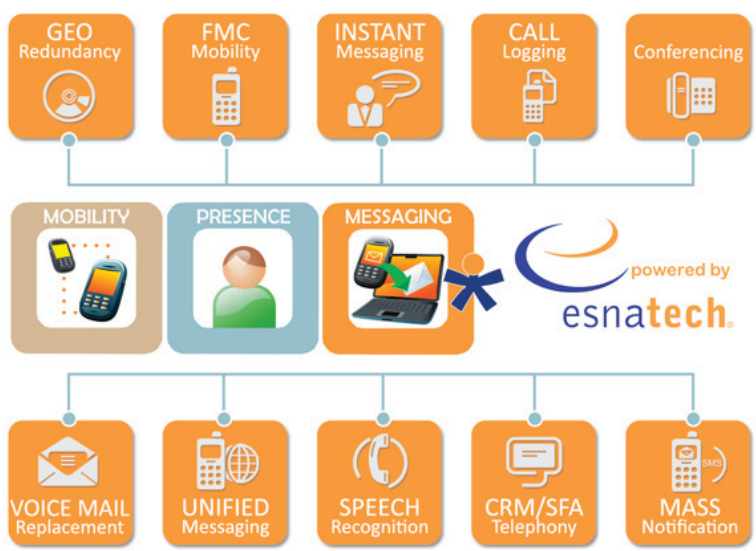 GEO
Redundancy
FMC
Mobility
INSTANT
Messaging
CALL
Logging
Conferencing
MOBILITY
PRESENCE
MESSAGING
powered by
esnatech®
VOICE MAIL
Replacement
UNIFIED
Messaging
SPEECH
Recognition
CRM/SFA
Telephony
SMS
MASS
Notification